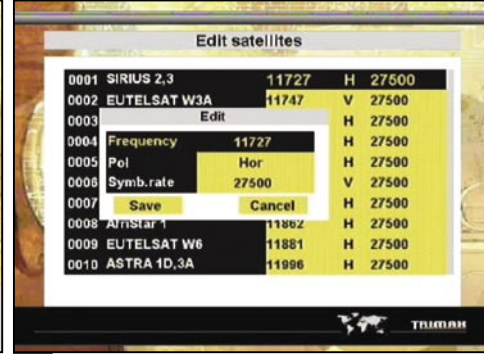 Edit satellites
0001 SIRIUS 2,3 11727 H 27500
0002 EUTELSAT W3A 11747 V 27500
Edit
0003 H 27500
0004 Frequency 11727 H 27500
0005 Pol Hor H 27500
0006 Symb.rate 27500 V 27500
0007 Save Cancel H 27500
0008 AfriStar 1 11862 H 27500
0009 EUTELSAT W6 11881 H 27500
0010 ASTRA 1D,3A 11996 H 27500
TRIMAX